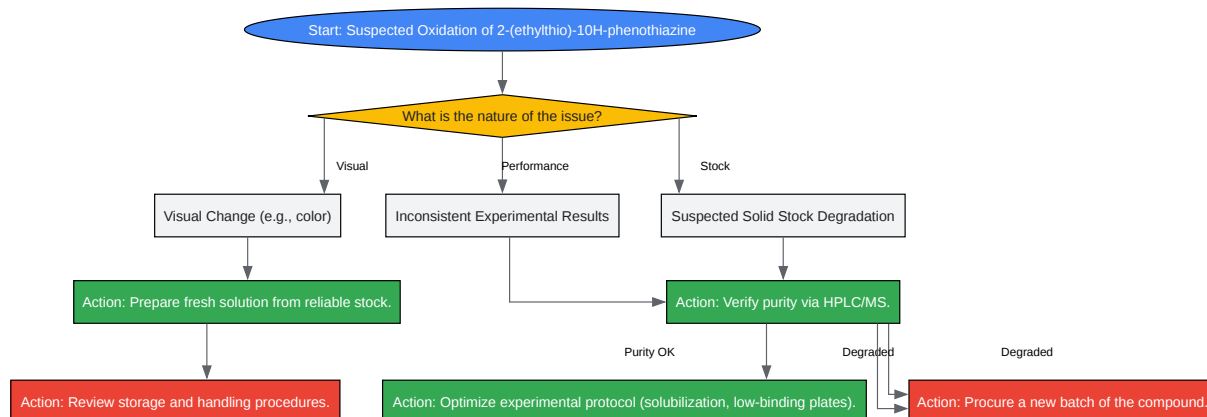 Start: Suspected Oxidation of 2-(ethylthio)-10H-phenothiazine
What is the nature of the issue?
Visual
Performance
Stock
Visual Change (e.g., color)
Inconsistent Experimental Results
Suspected Solid Stock Degradation
Action: Prepare fresh solution from reliable stock.
Action: Verify purity via HPLC/MS.
Purity OK
Degraded
Degraded
Action: Review storage and handling procedures.
Action: Optimize experimental protocol (solubilization, low-binding plates).
Action: Procure a new batch of the compound.